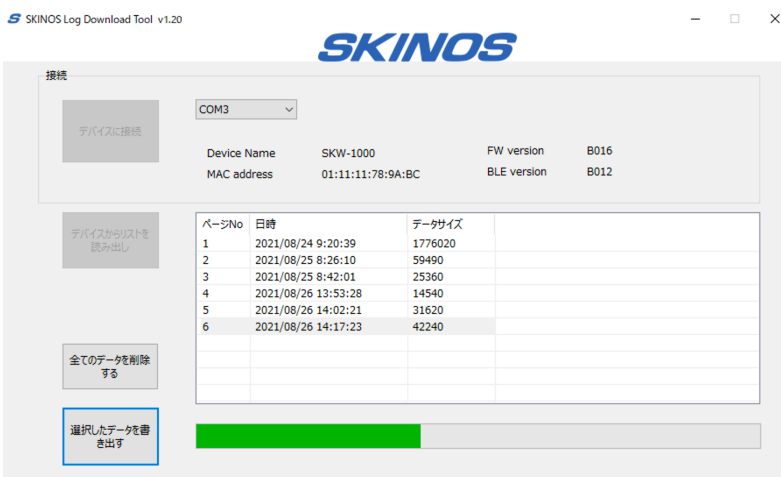 SKINOS Log Download Tool v1.20
SKINOS
接続
デバイスに接続
COM3
Device Name SKW-1000 FW version B016
MAC address 01:11:11:78:9A:BC BLE version B012
デバイスからリストを
読み出し
ページNo 日時 データサイズ
1 2021/08/24 9:20:39 1776020
2 2021/08/25 8:26:10 59490
3 2021/08/25 8:42:01 25360
4 2021/08/26 13:53:28 14540
5 2021/08/26 14:02:21 31620
6 2021/08/26 14:17:23 42240
全てのデータを削除
する
選択したデータを書
き出す